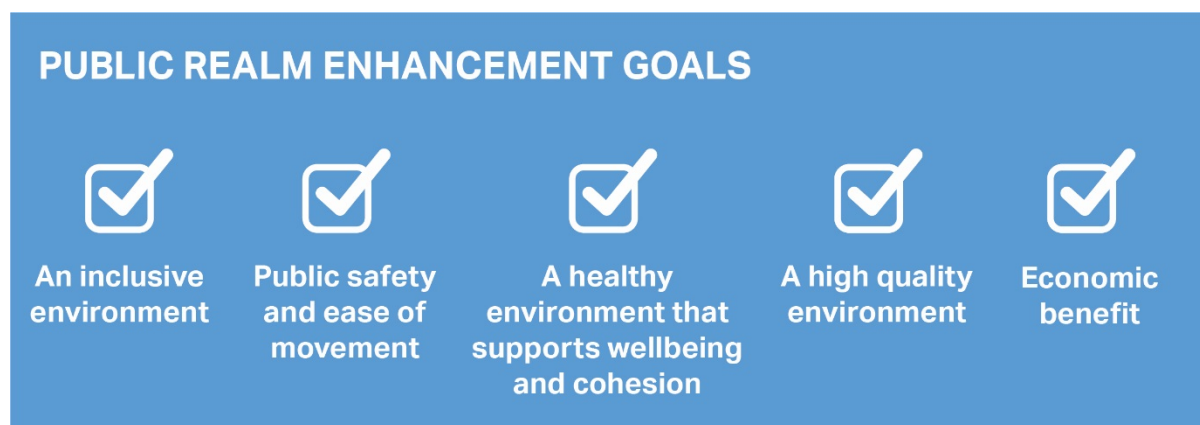 PUBLIC REALM ENHANCEMENT GOALS
An inclusive
environment
Public safety
and ease of
movement
A healthy
environment that
supports wellbeing
and cohesion
A high quality
environment
Economic
benefit